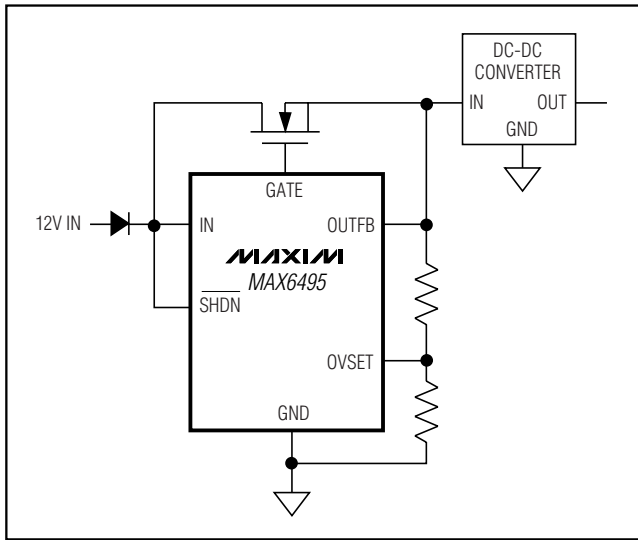 DC-DC
CONVERTER
IN OUT
GND
GATE
12V IN
IN OUTFB
MAXIM
MAX6495
SHDN
OVSET
GND